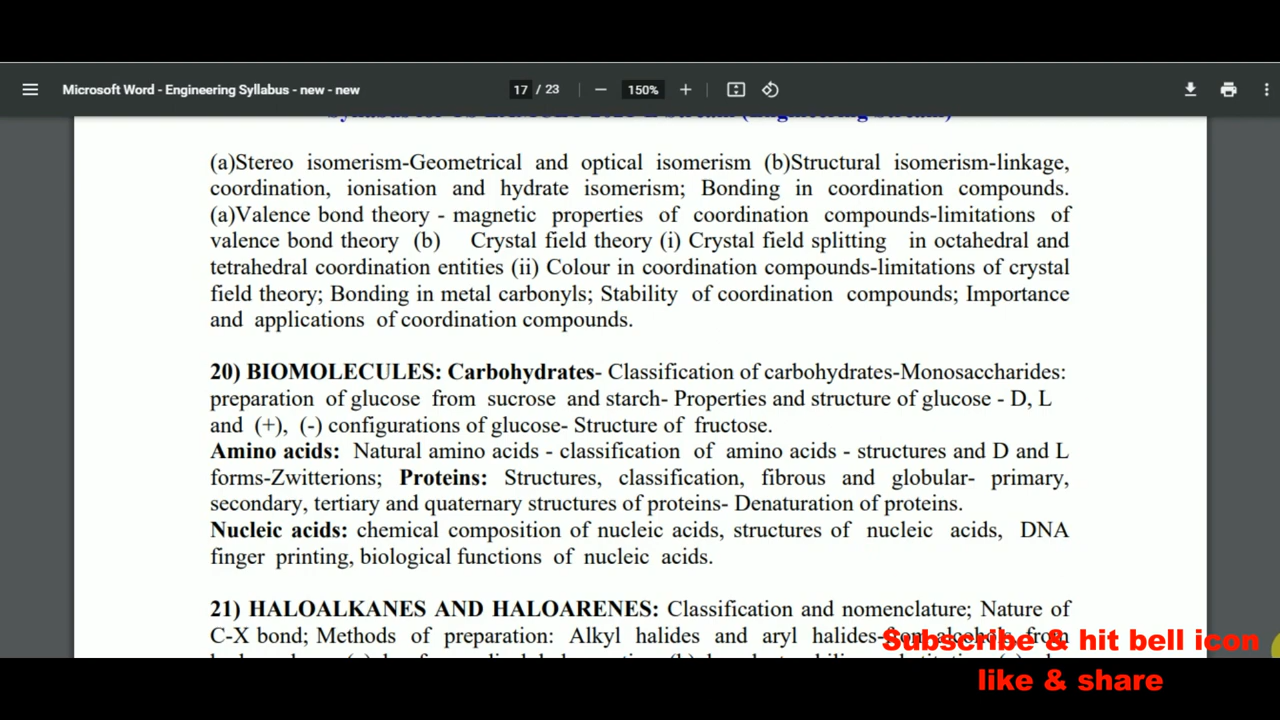 Microsoft Word - Engineering Syllabus - new - new
17 / 23
150%
(a)Stereo isomerism-Geometrical and optical isomerism (b)Structural isomerism-linkage,
coordination, ionisation and hydrate isomerism; Bonding in coordination compounds.
(a)Valence bond theory - magnetic properties of coordination compounds-limitations of
valence bond theory (b) Crystal field theory (i) Crystal field splitting in octahedral and
tetrahedral coordination entities (ii) Colour in coordination compounds-limitations of crystal
field theory; Bonding in metal carbonyls; Stability of coordination compounds; Importance
and applications of coordination compounds.
20) BIOMOLECULES: Carbohydrates- Classification of carbohydrates-Monosaccharides:
preparation of glucose from sucrose and starch- Properties and structure of glucose - D, L
and (+), (-) configurations of glucose- Structure of fructose.
Amino acids: Natural amino acids - classification of amino acids - structures and D and L
forms-Zwitterions; Proteins: Structures, classification, fibrous and globular- primary,
secondary, tertiary and quaternary structures of proteins- Denaturation of proteins.
Nucleic acids: chemical composition of nucleic acids, structures of nucleic acids, DNA
finger printing, biological functions of nucleic acids.
21) HALOALKANES AND HALOARENES: Classification and nomenclature; Nature of
C-X bond; Methods of preparation: Alkyl halides and aryl halides-from alcohols, from
Subscribe & hit bell icon
like & share